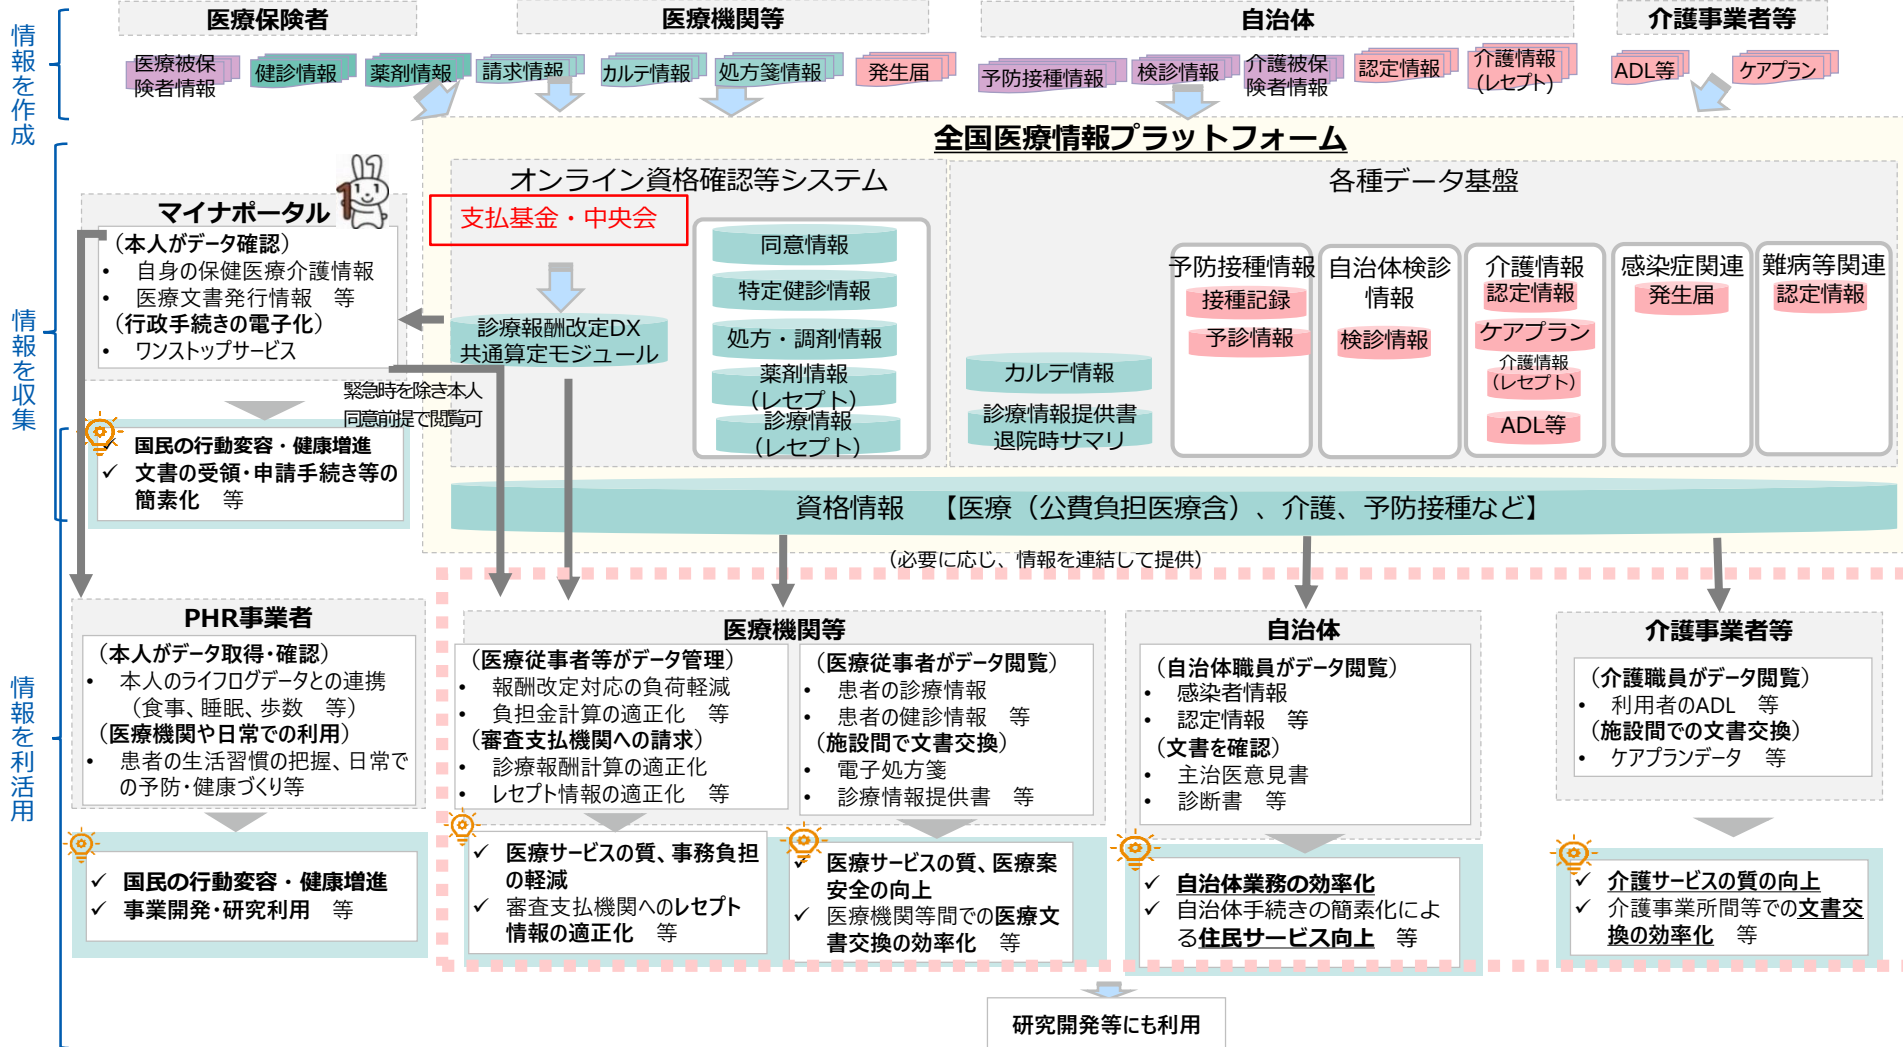 情報を作成
医療保険者
医療機関等
自治体
介護事業者等
医療被保
険者情報
健診情報
薬剤情報
請求情報
カルテ情報
処方箋情報
発生届
予防接種情報
検診情報
介護被保
険者情報
認定情報
介護情報
(レセプト)
ADL等
ケアプラン
情報を収集
全国医療情報プラットフォーム
オンライン資格確認等システム
各種データ基盤
支払基金・中央会
マイナポータル
（本人がデータ確認）
• 自身の保健医療介護情報
• 医療文書発行情報　等
（行政手続きの電子化）
• ワンストップサービス
診療報酬改定DX
共通算定モジュール
同意情報
特定健診情報
処方・調剤情報
薬剤情報
（レセプト）
診療情報
（レセプト）
カルテ情報
診療情報提供書
退院時サマリ
予防接種情報
接種記録
予診情報
自治体検診
情報
検診情報
介護情報
認定情報
ケアプラン
介護情報
（レセプト）
ADL等
感染症関連
発生届
難病等関連
認定情報
緊急時を除き本人
同意前提で閲覧可
✓ 国民の行動変容・健康増進
✓ 文書の受領・申請手続き等の
簡素化　等
資格情報　【医療（公費負担医療含）、介護、予防接種など】
（必要に応じ、情報を連結して提供）
情報を利活用
PHR事業者
（本人がデータ取得・確認）
• 本人のライフログデータとの連携
（食事、睡眠、歩数　等）
（医療機関や日常での利用）
• 患者の生活習慣の把握、日常で
の予防・健康づくり等
✓ 国民の行動変容・健康増進
✓ 事業開発・研究利用　等
医療機関等
（医療従事者等がデータ管理）
• 報酬改定対応の負荷軽減
• 負担金計算の適正化　等
（審査支払機関への請求）
• 診療報酬計算の適正化
• レセプト情報の適正化　等
（医療従事者がデータ閲覧）
• 患者の診療情報
• 患者の健診情報　等
（施設間で文書交換）
• 電子処方箋
• 診療情報提供書　等
✓ 医療サービスの質、事務負担
の軽減
✓ 審査支払機関へのレセプト
情報の適正化　等
✓ 医療サービスの質、医療案
安全の向上
✓ 医療機関等間での医療文
書交換の効率化　等
自治体
（自治体職員がデータ閲覧）
• 感染者情報
• 認定情報　等
（文書を確認）
• 主治医意見書
• 診断書　等
✓ 自治体業務の効率化
✓ 自治体手続きの簡素化によ
る住民サービス向上　等
介護事業者等
（介護職員がデータ閲覧）
• 利用者のADL　等
（施設間での文書交換）
• ケアプランデータ　等
✓ 介護サービスの質の向上
✓ 介護事業所間等での文書交
換の効率化　等
研究開発等にも利用